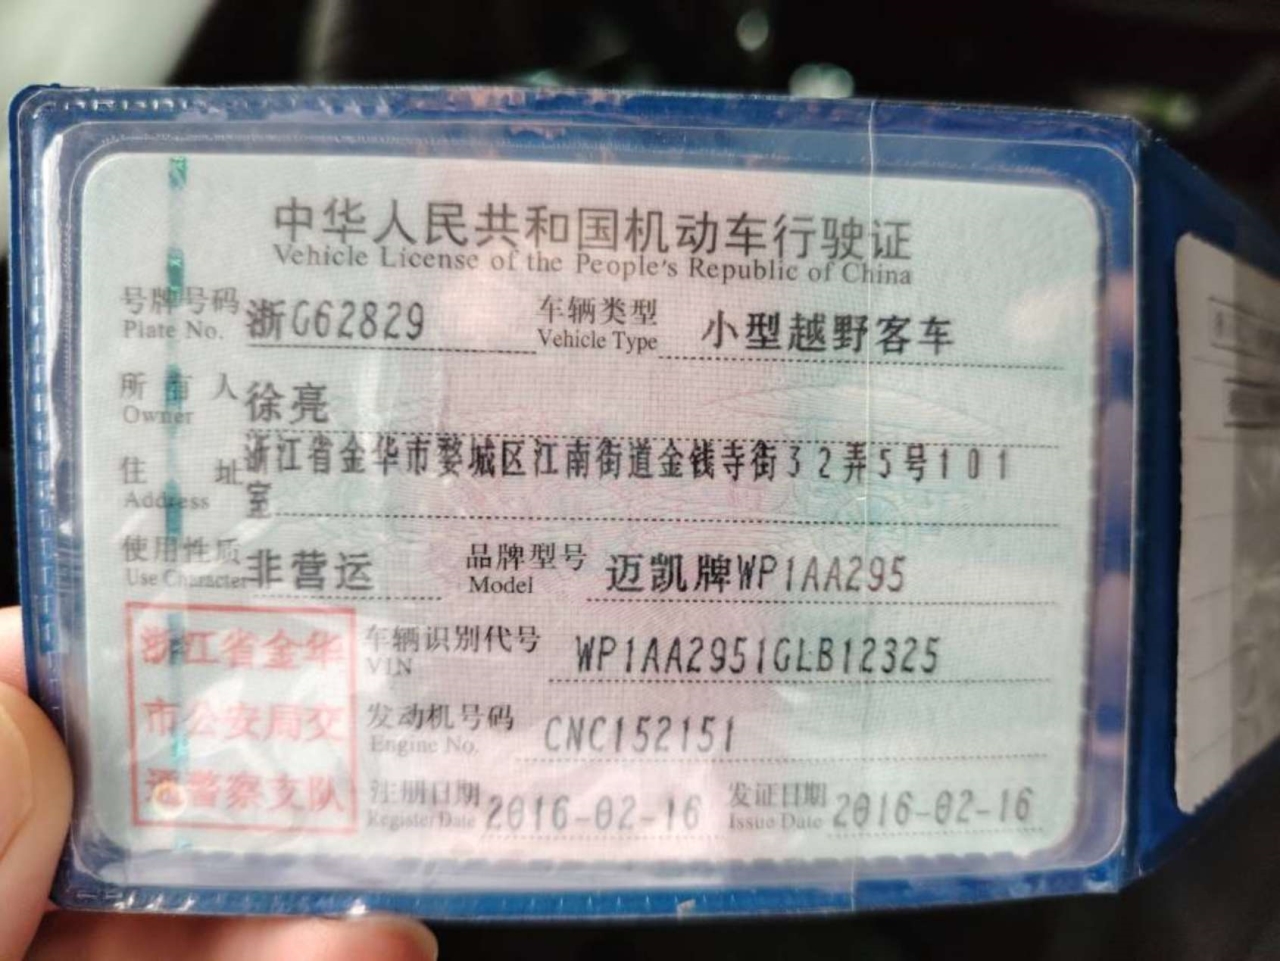 中华人民共和国机动车行驶证
Vehicle License of the People's Republic of China
号牌号码 浙G62829 车辆类型 小型越野客车
Plate No. Vehicle Type
所有人 徐亮
Owner
住址 浙江省金华市婺城区江南街道金钱寺街32弄5号101
Address 室
使用性质 非营运 品牌型号 迈凯牌WP1AA295
Use Character Model
浙江省金华
市公安局交
通警察支队
车辆识别代号 WP1AA2951GLB12325
VIN
发动机号码 CNC152151
Engine No.
注册日期 2016-02-16 发证日期 2016-02-16
Register Date Issue Date